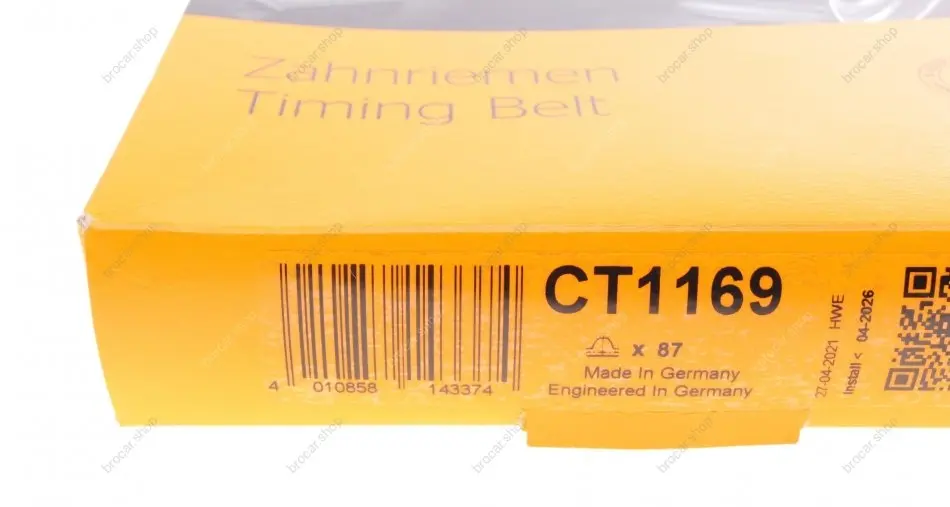 Zahnriemen
Timing Belt
CT1169
x 87
Made In Germany
Engineered In Germany
4 010858 143374
27-04-2021 HWE
Install < 04-2026
brocar.shop